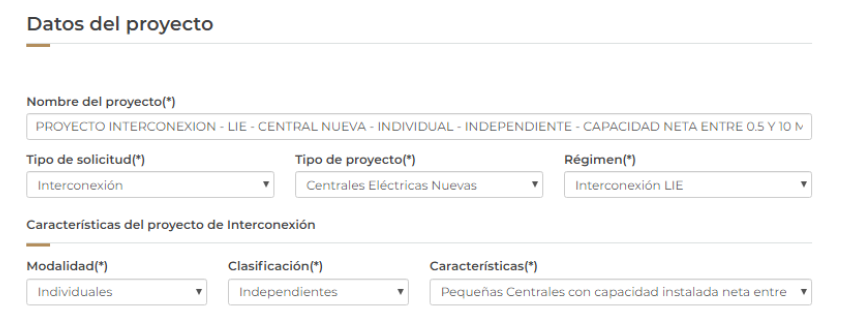 Datos del proyecto
Nombre del proyecto(*)
PROYECTO INTERCONEXION - LIE - CENTRAL NUEVA - INDIVIDUAL - INDEPENDIENTE - CAPACIDAD NETA ENTRE 0.5 Y 10 M
Tipo de solicitud(*) Tipo de proyecto(*) Régimen(*)
Interconexión Centrales Eléctricas Nuevas Interconexión LIE
Características del proyecto de Interconexión
Modalidad(*) Clasificación(*) Características(*)
Individuales Independientes Pequeñas Centrales con capacidad instalada neta entre